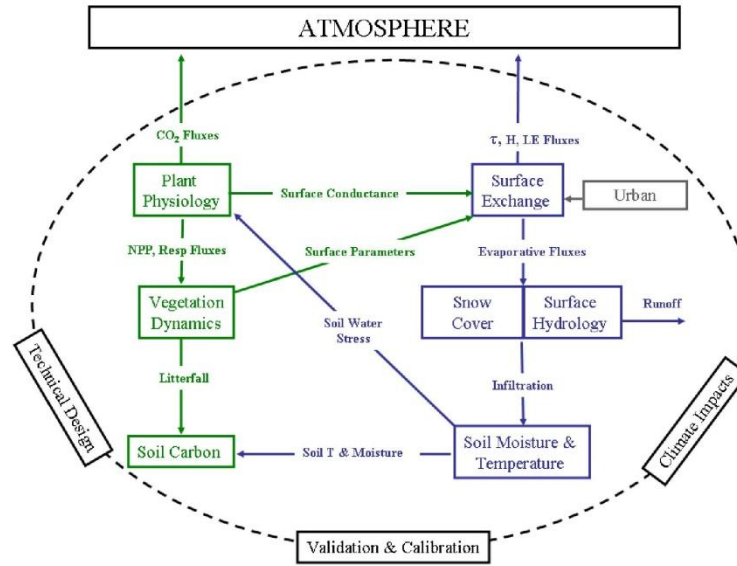 ATMOSPHERE
CO₂ Fluxes
τ, H, LE Fluxes
Plant
Physiology
Surface Conductance
Surface
Exchange
Urban
NPP, Resp Fluxes
Surface Parameters
Evaporative Fluxes
Vegetation
Dynamics
Soil Water
Stress
Snow
Cover
Surface
Hydrology
Runoff
Technical Design
Litterfall
Infiltration
Climate Impacts
Soil Carbon
Soil T & Moisture
Soil Moisture &
Temperature
Validation & Calibration